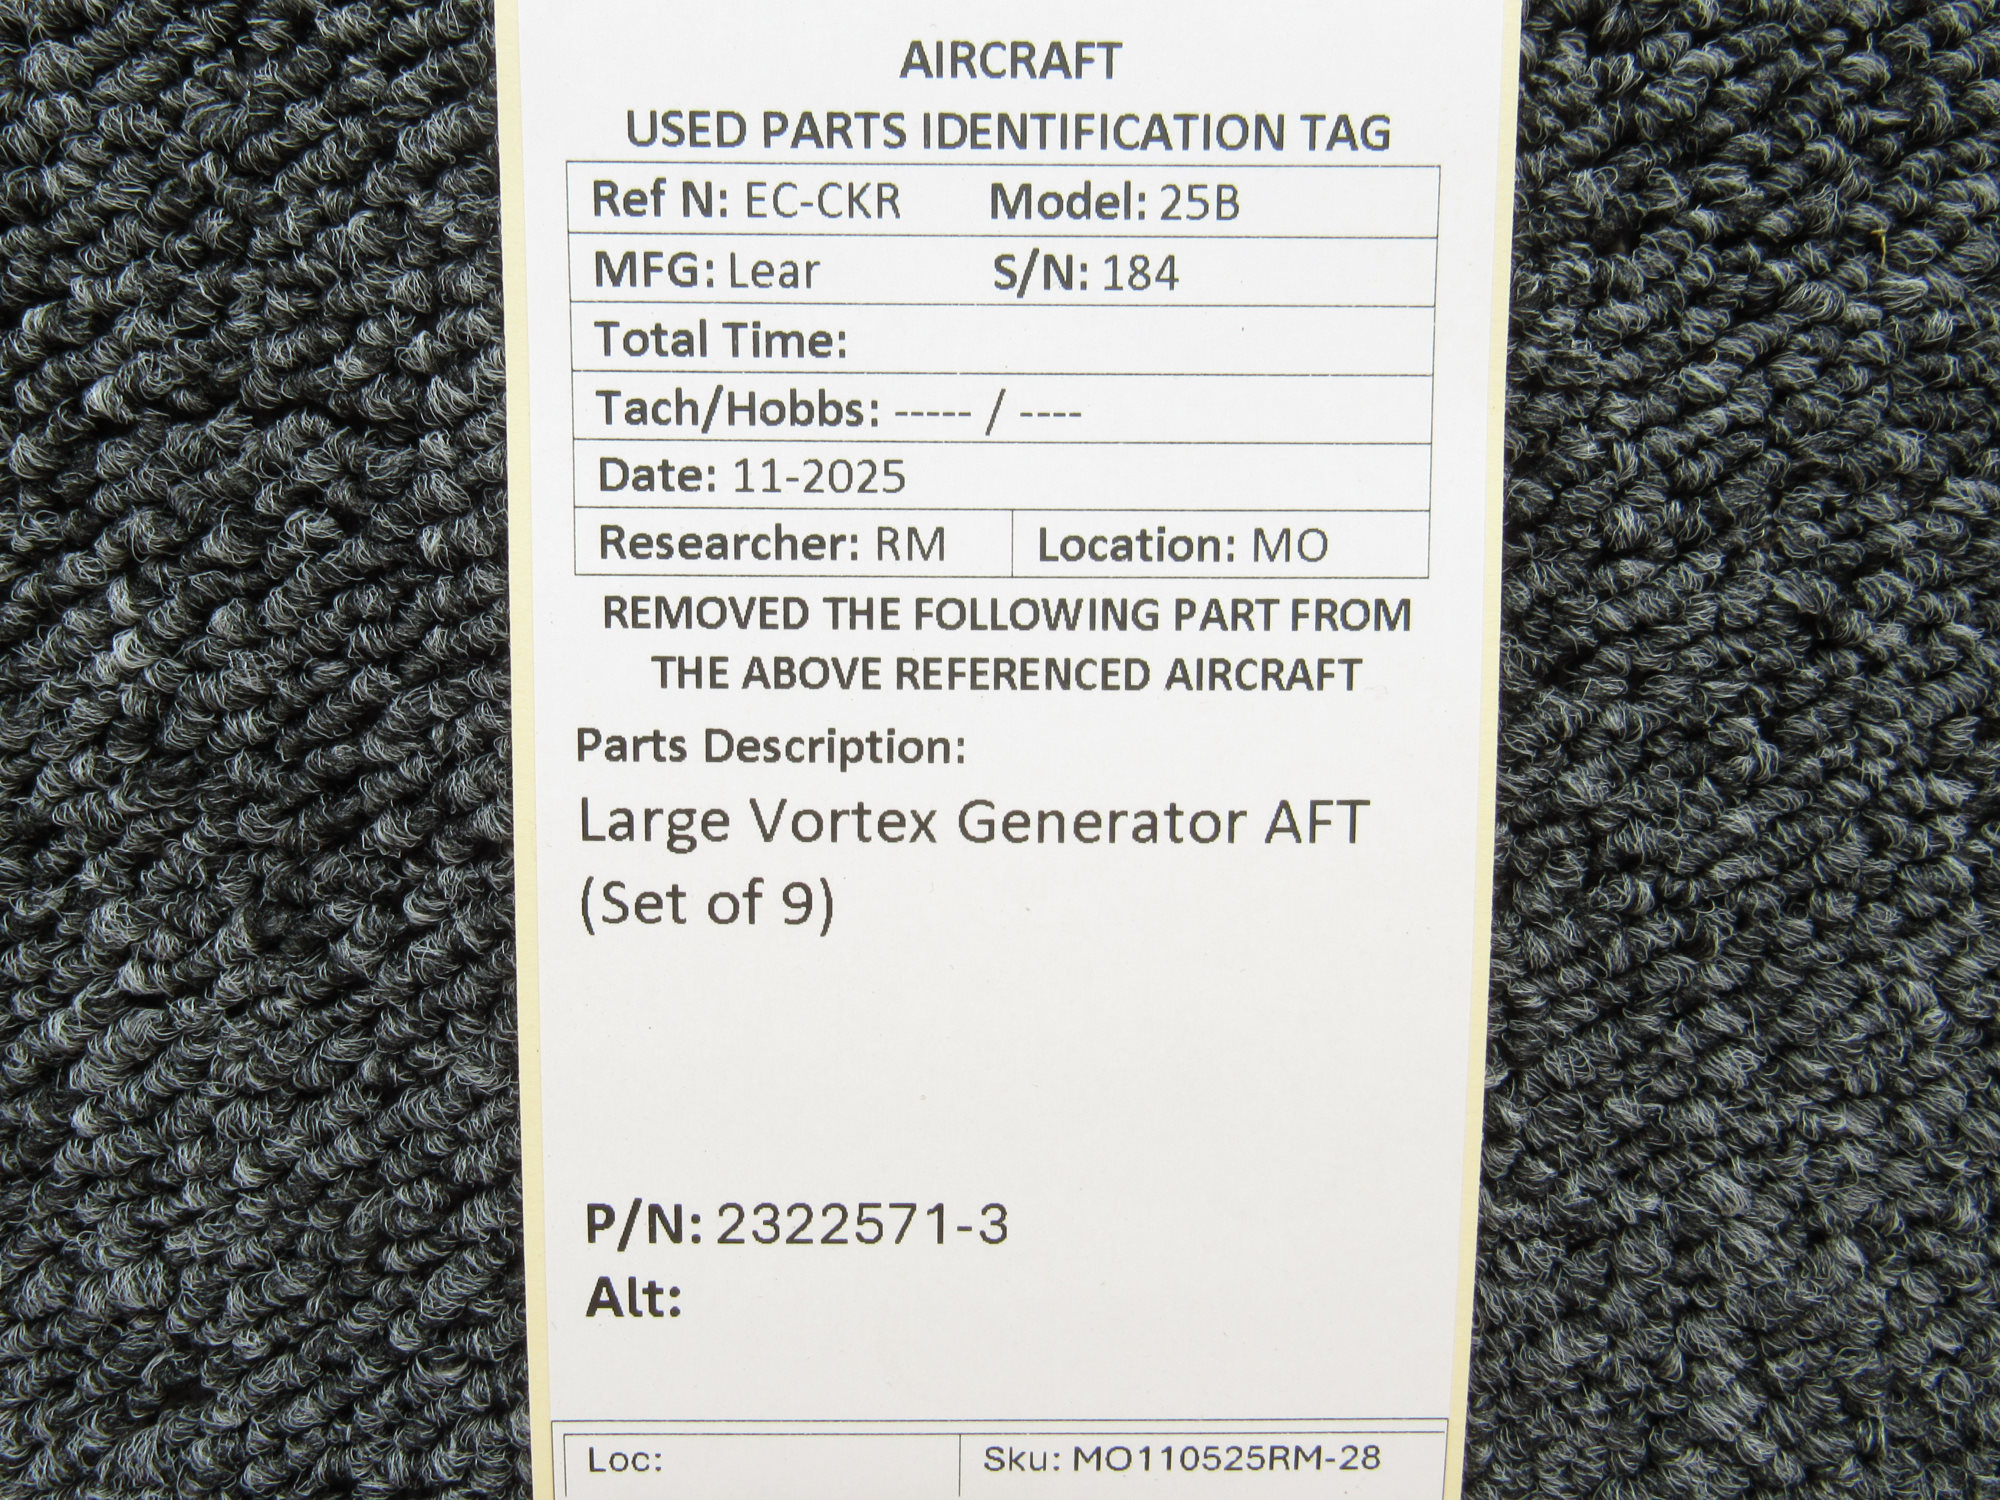 AIRCRAFT
USED PARTS IDENTIFICATION TAG
Ref N: EC-CKR Model: 25B
MFG: Lear S/N: 184
Total Time:
Tach/Hobbs: ----- / ----
Date: 11-2025
Researcher: RM Location: MO
REMOVED THE FOLLOWING PART FROM
THE ABOVE REFERENCED AIRCRAFT
Parts Description:
Large Vortex Generator AFT
(Set of 9)
P/N: 2322571-3
Alt:
Loc: Sku: MO110525RM-28